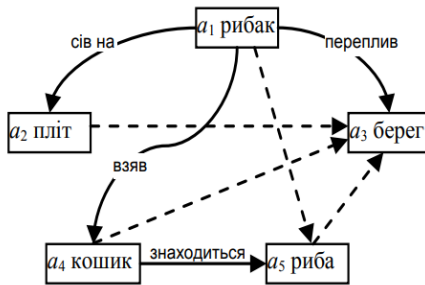 a₁ рибак
сів на
переплив
a₂ пліт
a₃ берег
взяв
a₄ кошик
знаходиться
a₅ риба